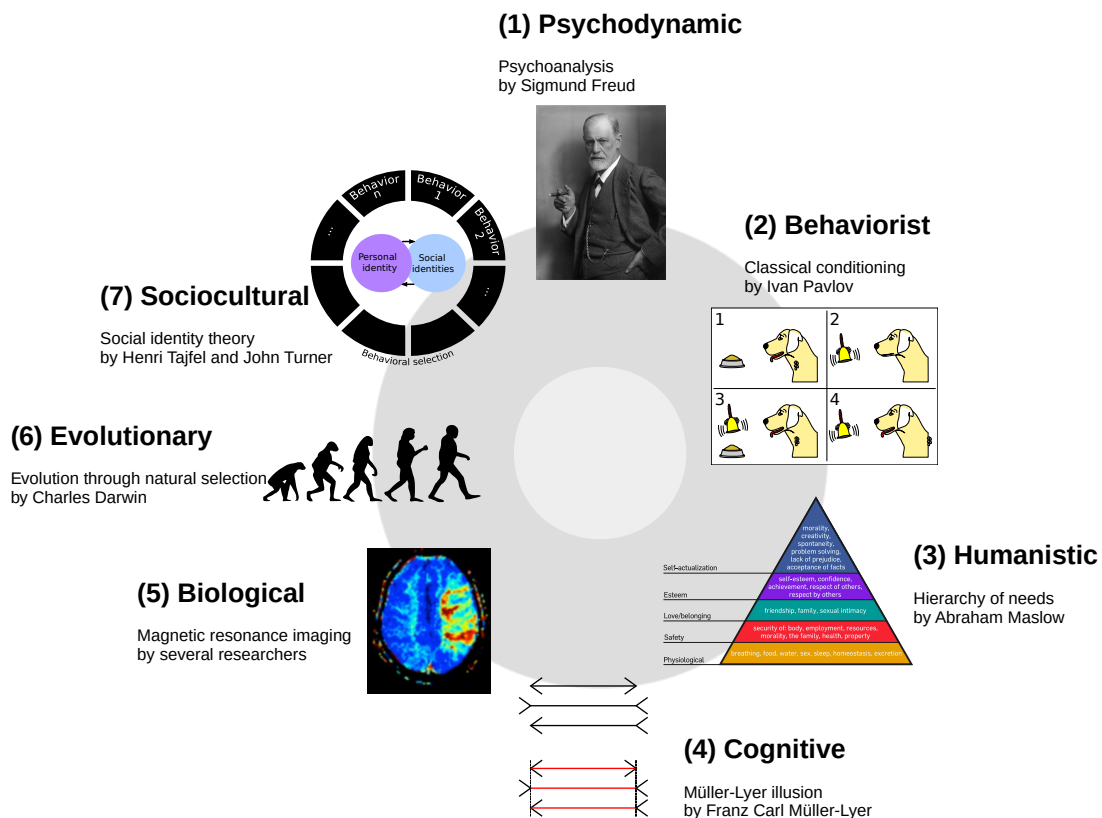 (1) Psychodynamic
Psychoanalysis
by Sigmund Freud
(2) Behaviorist
Classical conditioning
by Ivan Pavlov
1
2
3
4
(3) Humanistic
Hierarchy of needs
by Abraham Maslow
morality,
creativity,
spontaneity,
problem solving,
lack of prejudice,
acceptance of facts
Self-actualization
self-esteem, confidence,
achievement, respect of others,
respect by others
Esteem
friendship, family, sexual intimacy
Love/belonging
security of: body, employment, resources,
morality, the family, health, property
Safety
breathing, food, water, sex, sleep, homeostasis, excretion
Physiological
(4) Cognitive
Müller-Lyer illusion
by Franz Carl Müller-Lyer
(5) Biological
Magnetic resonance imaging
by several researchers
(6) Evolutionary
Evolution through natural selection
by Charles Darwin
(7) Sociocultural
Social identity theory
by Henri Tajfel and John Turner
Behavior
n
Behavior
1
Behavior
2
...
...
Personal
identity
Social
identities
Behavioral selection